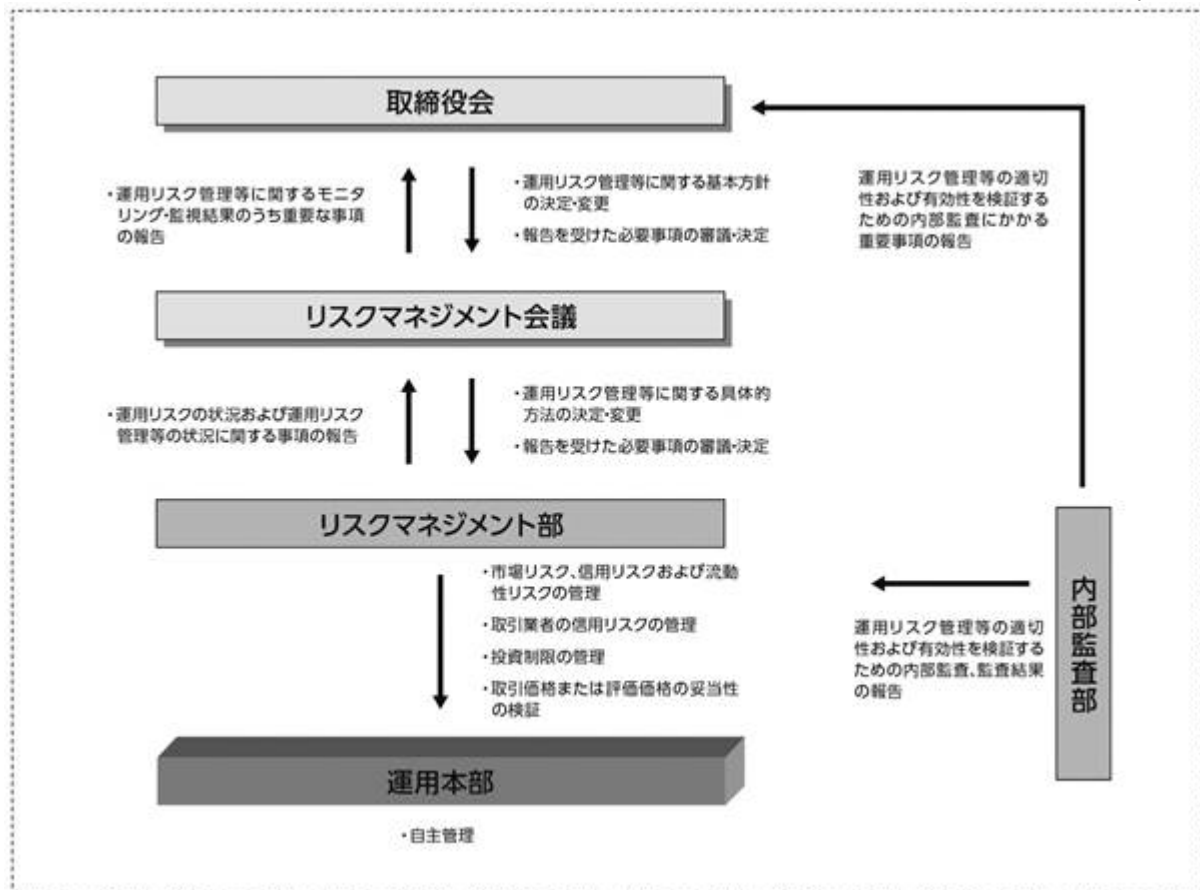 取締役会
・運用リスク管理等に関するモニタ
リング・監視結果のうち重要な事項
の報告
・運用リスク管理等に関する基本方針
の決定・変更
・報告を受けた必要事項の審議・決定
運用リスク管理等の適切
性および有効性を検証す
るための内部監査にかかる
重要事項の報告
リスクマネジメント会議
・運用リスクの状況および運用リスク
管理等の状況に関する事項の報告
・運用リスク管理等に関する具体的
方法の決定・変更
・報告を受けた必要事項の審議・決定
リスクマネジメント部
・市場リスク、信用リスクおよび流動
性リスクの管理
・取引業者の信用リスクの管理
・投資制限の管理
・取引価格または評価価格の妥当性
の検証
運用リスク管理等の適切
性および有効性を検証する
ための内部監査、監査結果
の報告
内部監査部
運用本部
・自主管理